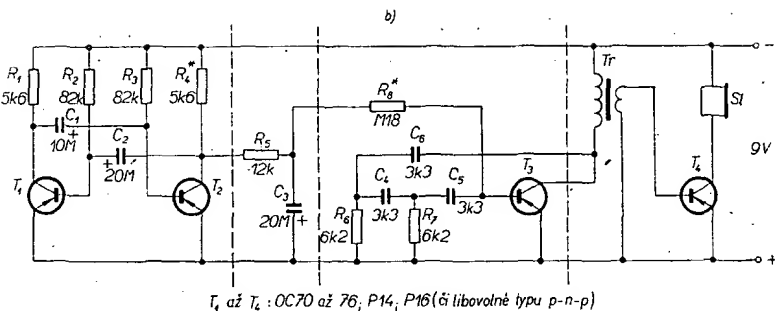 b)
R₁
5k6
R₂
82k
R₃
82k
R₄*
5k6
C₁
+
10M
C₂
+
20M
T₁
T₂
R₅
12k
C₃
20M +
R₈*
M18
C₆
3k3
C₄
3k3
C₅
3k3
R₆
6k2
R₇
6k2
T₃
Tr
T₄
Sl
9V
–
+
T₁ až T₄ : OC70 až 76; P14; P16 (či libovolné typu p-n-p)